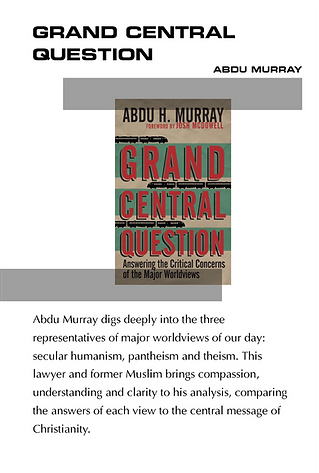 GRAND CENTRAL
QUESTION
ABDU MURRAY
ABDU H. MURRAY
FOREWORD BY JOSH MCDOWELL
GRAND
CENTRAL
QUESTION
Answering the Critical Concerns
of the Major Worldviews
Abdu Murray digs deeply into the three
representatives of major worldviews of our day:
secular humanism, pantheism and theism. This
lawyer and former Muslim brings compassion,
understanding and clarity to his analysis, comparing
the answers of each view to the central message of
Christianity.